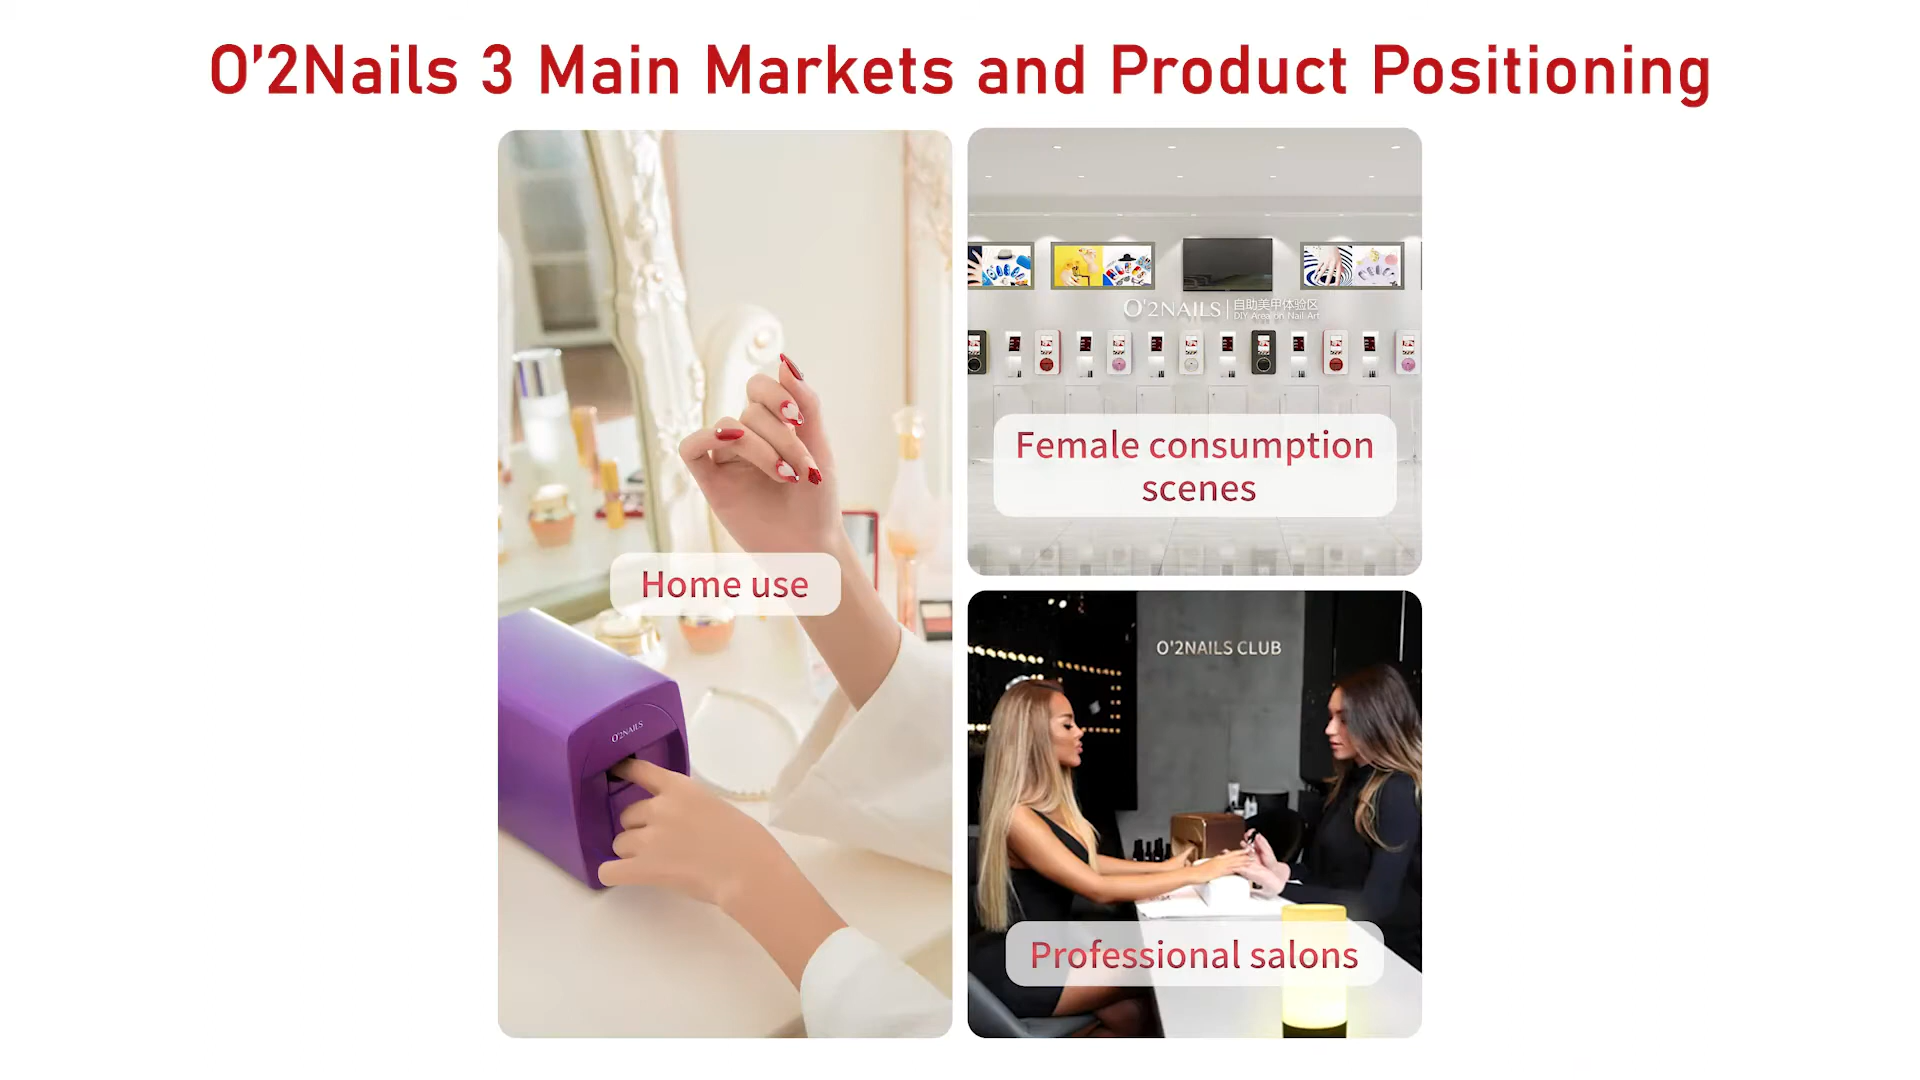 O'2Nails 3 Main Markets and Product Positioning
O'2NAILS
Home use
O'2NAILS | 自助美甲体验区
DIY Area on Nail Art
Female consumption
scenes
O'2NAILS CLUB
Professional salons